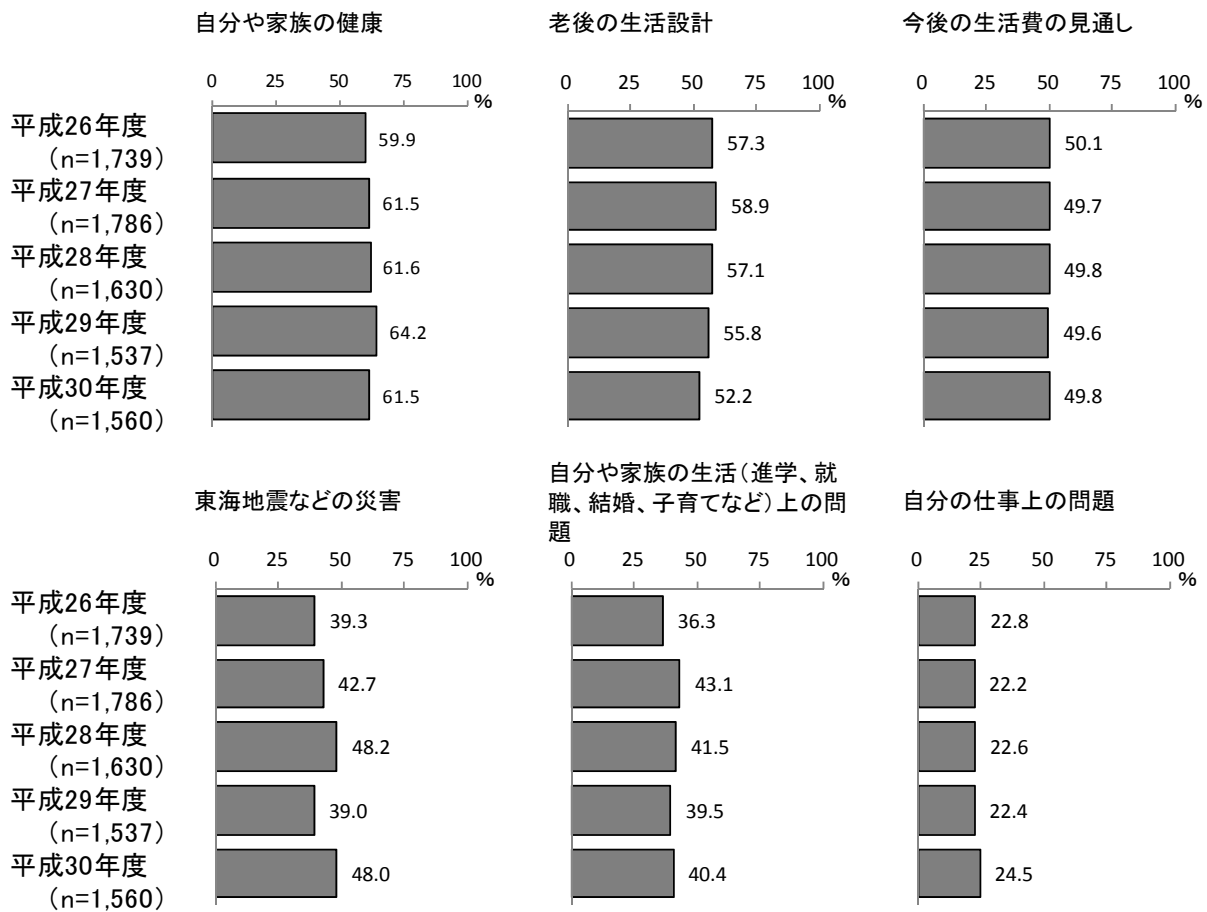 自分や家族の健康
老後の生活設計
今後の生活費の見通し
0 25 50 75 100
%
0 25 50 75 100
%
0 25 50 75 100
%
平成26年度
（n=1,739）
59.9
57.3
50.1
平成27年度
（n=1,786）
61.5
58.9
49.7
平成28年度
（n=1,630）
61.6
57.1
49.8
平成29年度
（n=1,537）
64.2
55.8
49.6
平成30年度
（n=1,560）
61.5
52.2
49.8
東海地震などの災害
自分や家族の生活（進学、就
職、結婚、子育てなど）上の問
題
自分の仕事上の問題
0 25 50 75 100
%
0 25 50 75 100
%
0 25 50 75 100
%
平成26年度
（n=1,739）
39.3
36.3
22.8
平成27年度
（n=1,786）
42.7
43.1
22.2
平成28年度
（n=1,630）
48.2
41.5
22.6
平成29年度
（n=1,537）
39.0
39.5
22.4
平成30年度
（n=1,560）
48.0
40.4
24.5